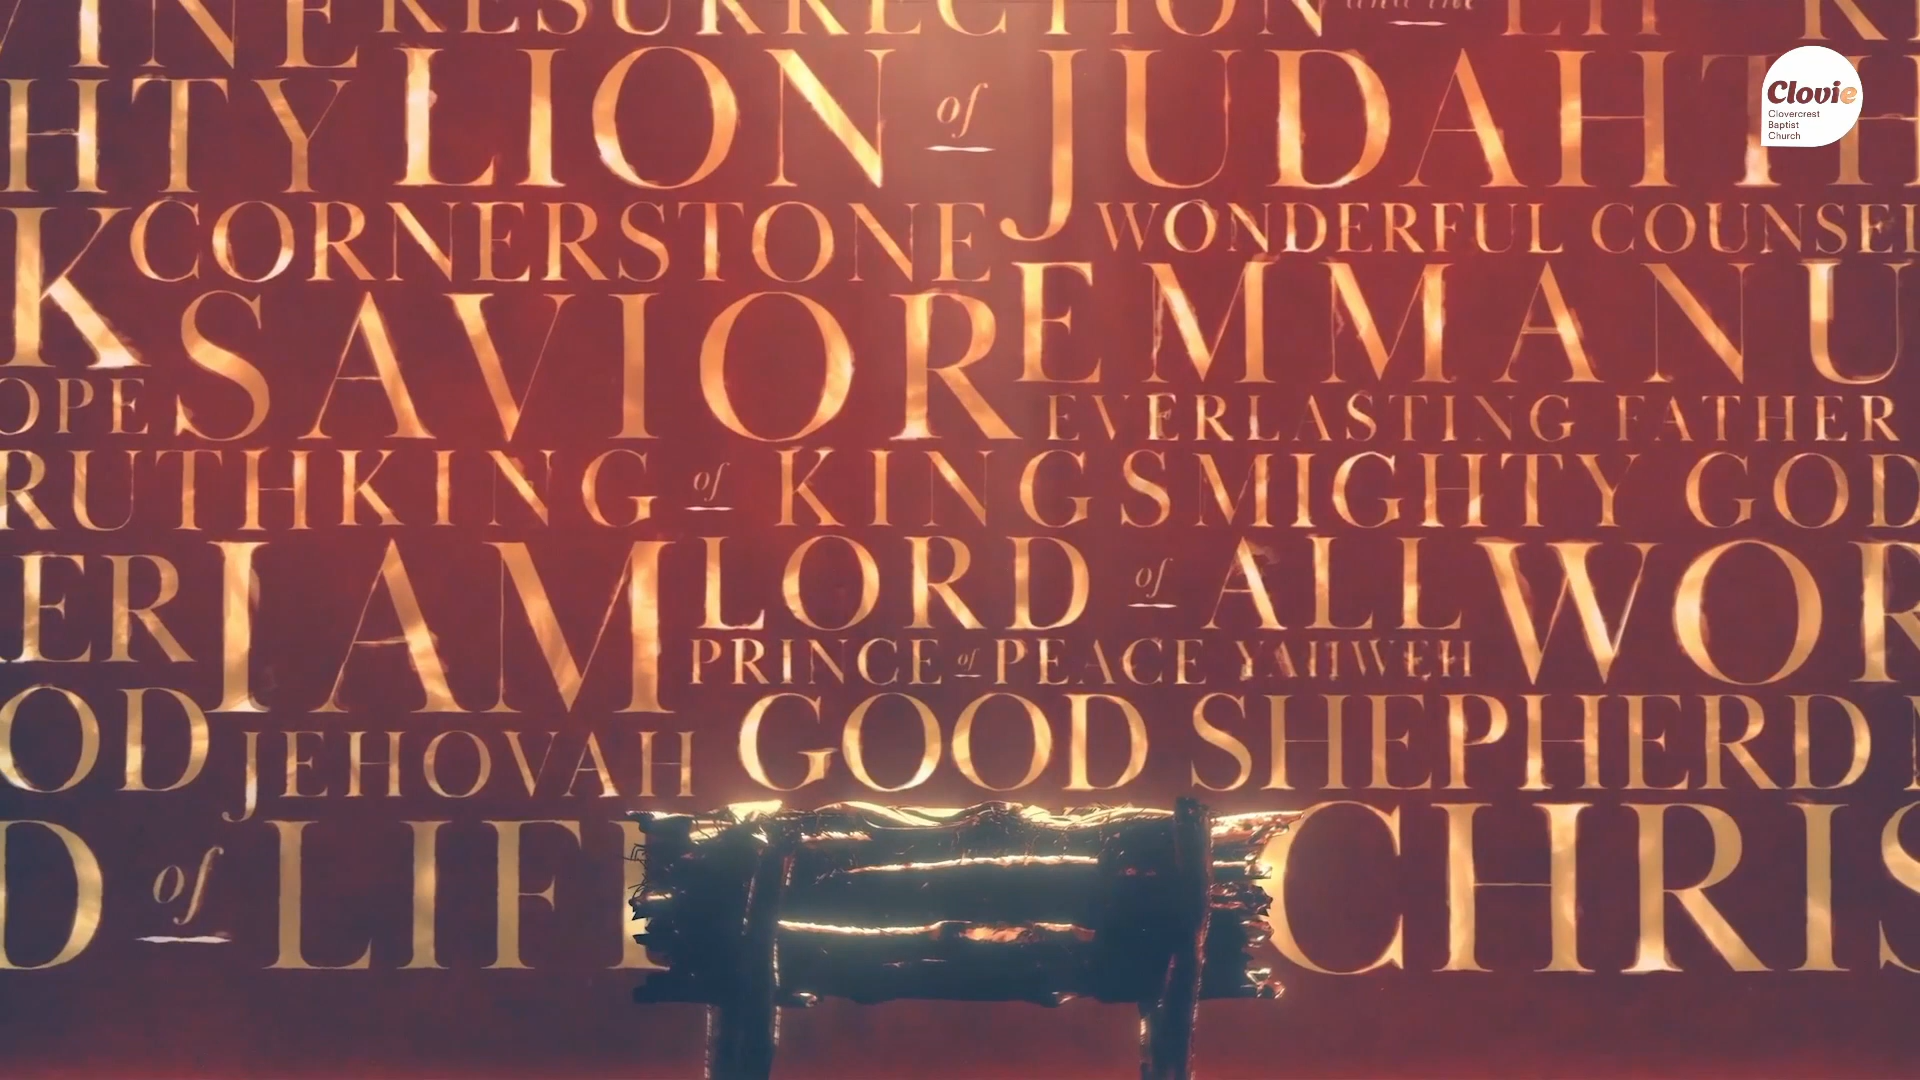 VINE RESURRECTION and the LIF
Clovie
Clovercrest
Baptist
Church
HTY LION of JUDAH TH
K CORNERSTONE WONDERFUL COUNSEL
SAVIOR EMMANU
OPE EVERLASTING FATHER
RUTH KING of KINGS MIGHTY GOD
ER I AM LORD of ALL WOR
PRINCE of PEACE YAHWEH
OD JEHOVAH GOOD SHEPHERD
D of LIF CHRIS